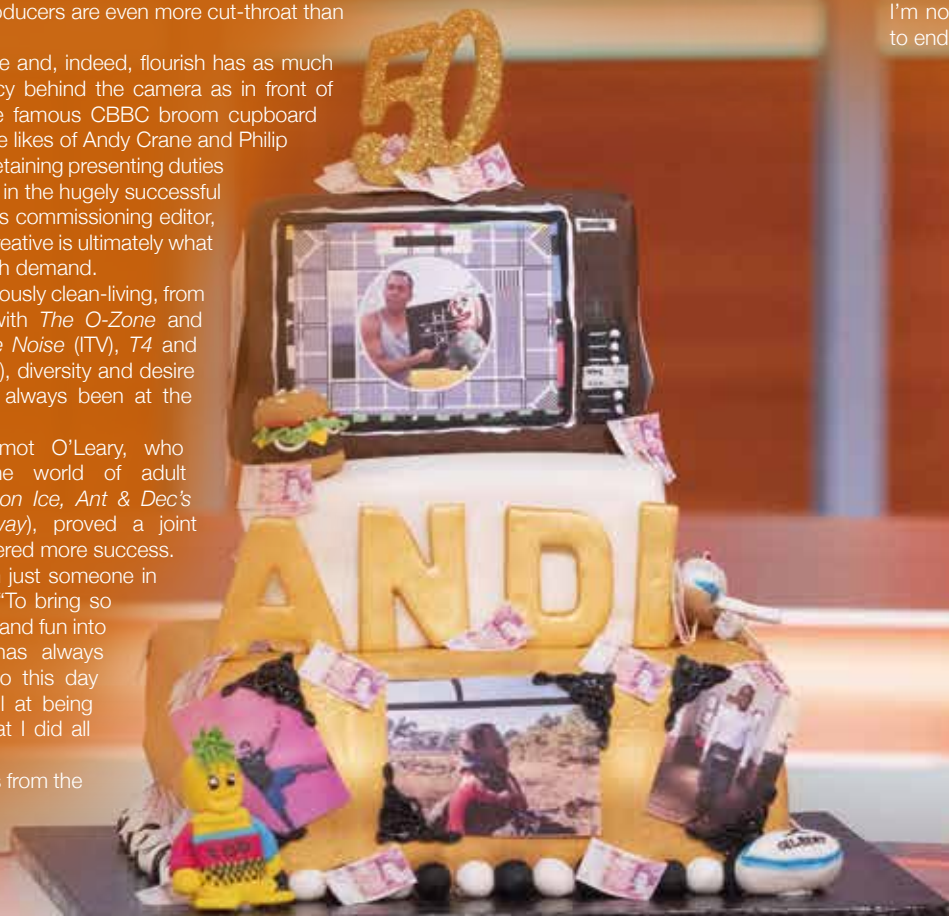 oducers are even more cut-throat than
e and, indeed, flourish has as much
cy behind the camera as in front of
e famous CBBC broom cupboard
e likes of Andy Crane and Philip
etaining presenting duties
in the hugely successful
s commissioning editor,
reative is ultimately what
h demand.
ously clean-living, from
with The O-Zone and
e Noise (ITV), T4 and
), diversity and desire
always been at the
mot O'Leary, who
ne world of adult
on Ice, Ant & Dec's
vay), proved a joint
ered more success.
just someone in
"To bring so
and fun into
has always
o this day
l at being
at I did all
s from the
I'm no
to end
50
ANDI
GILBERT